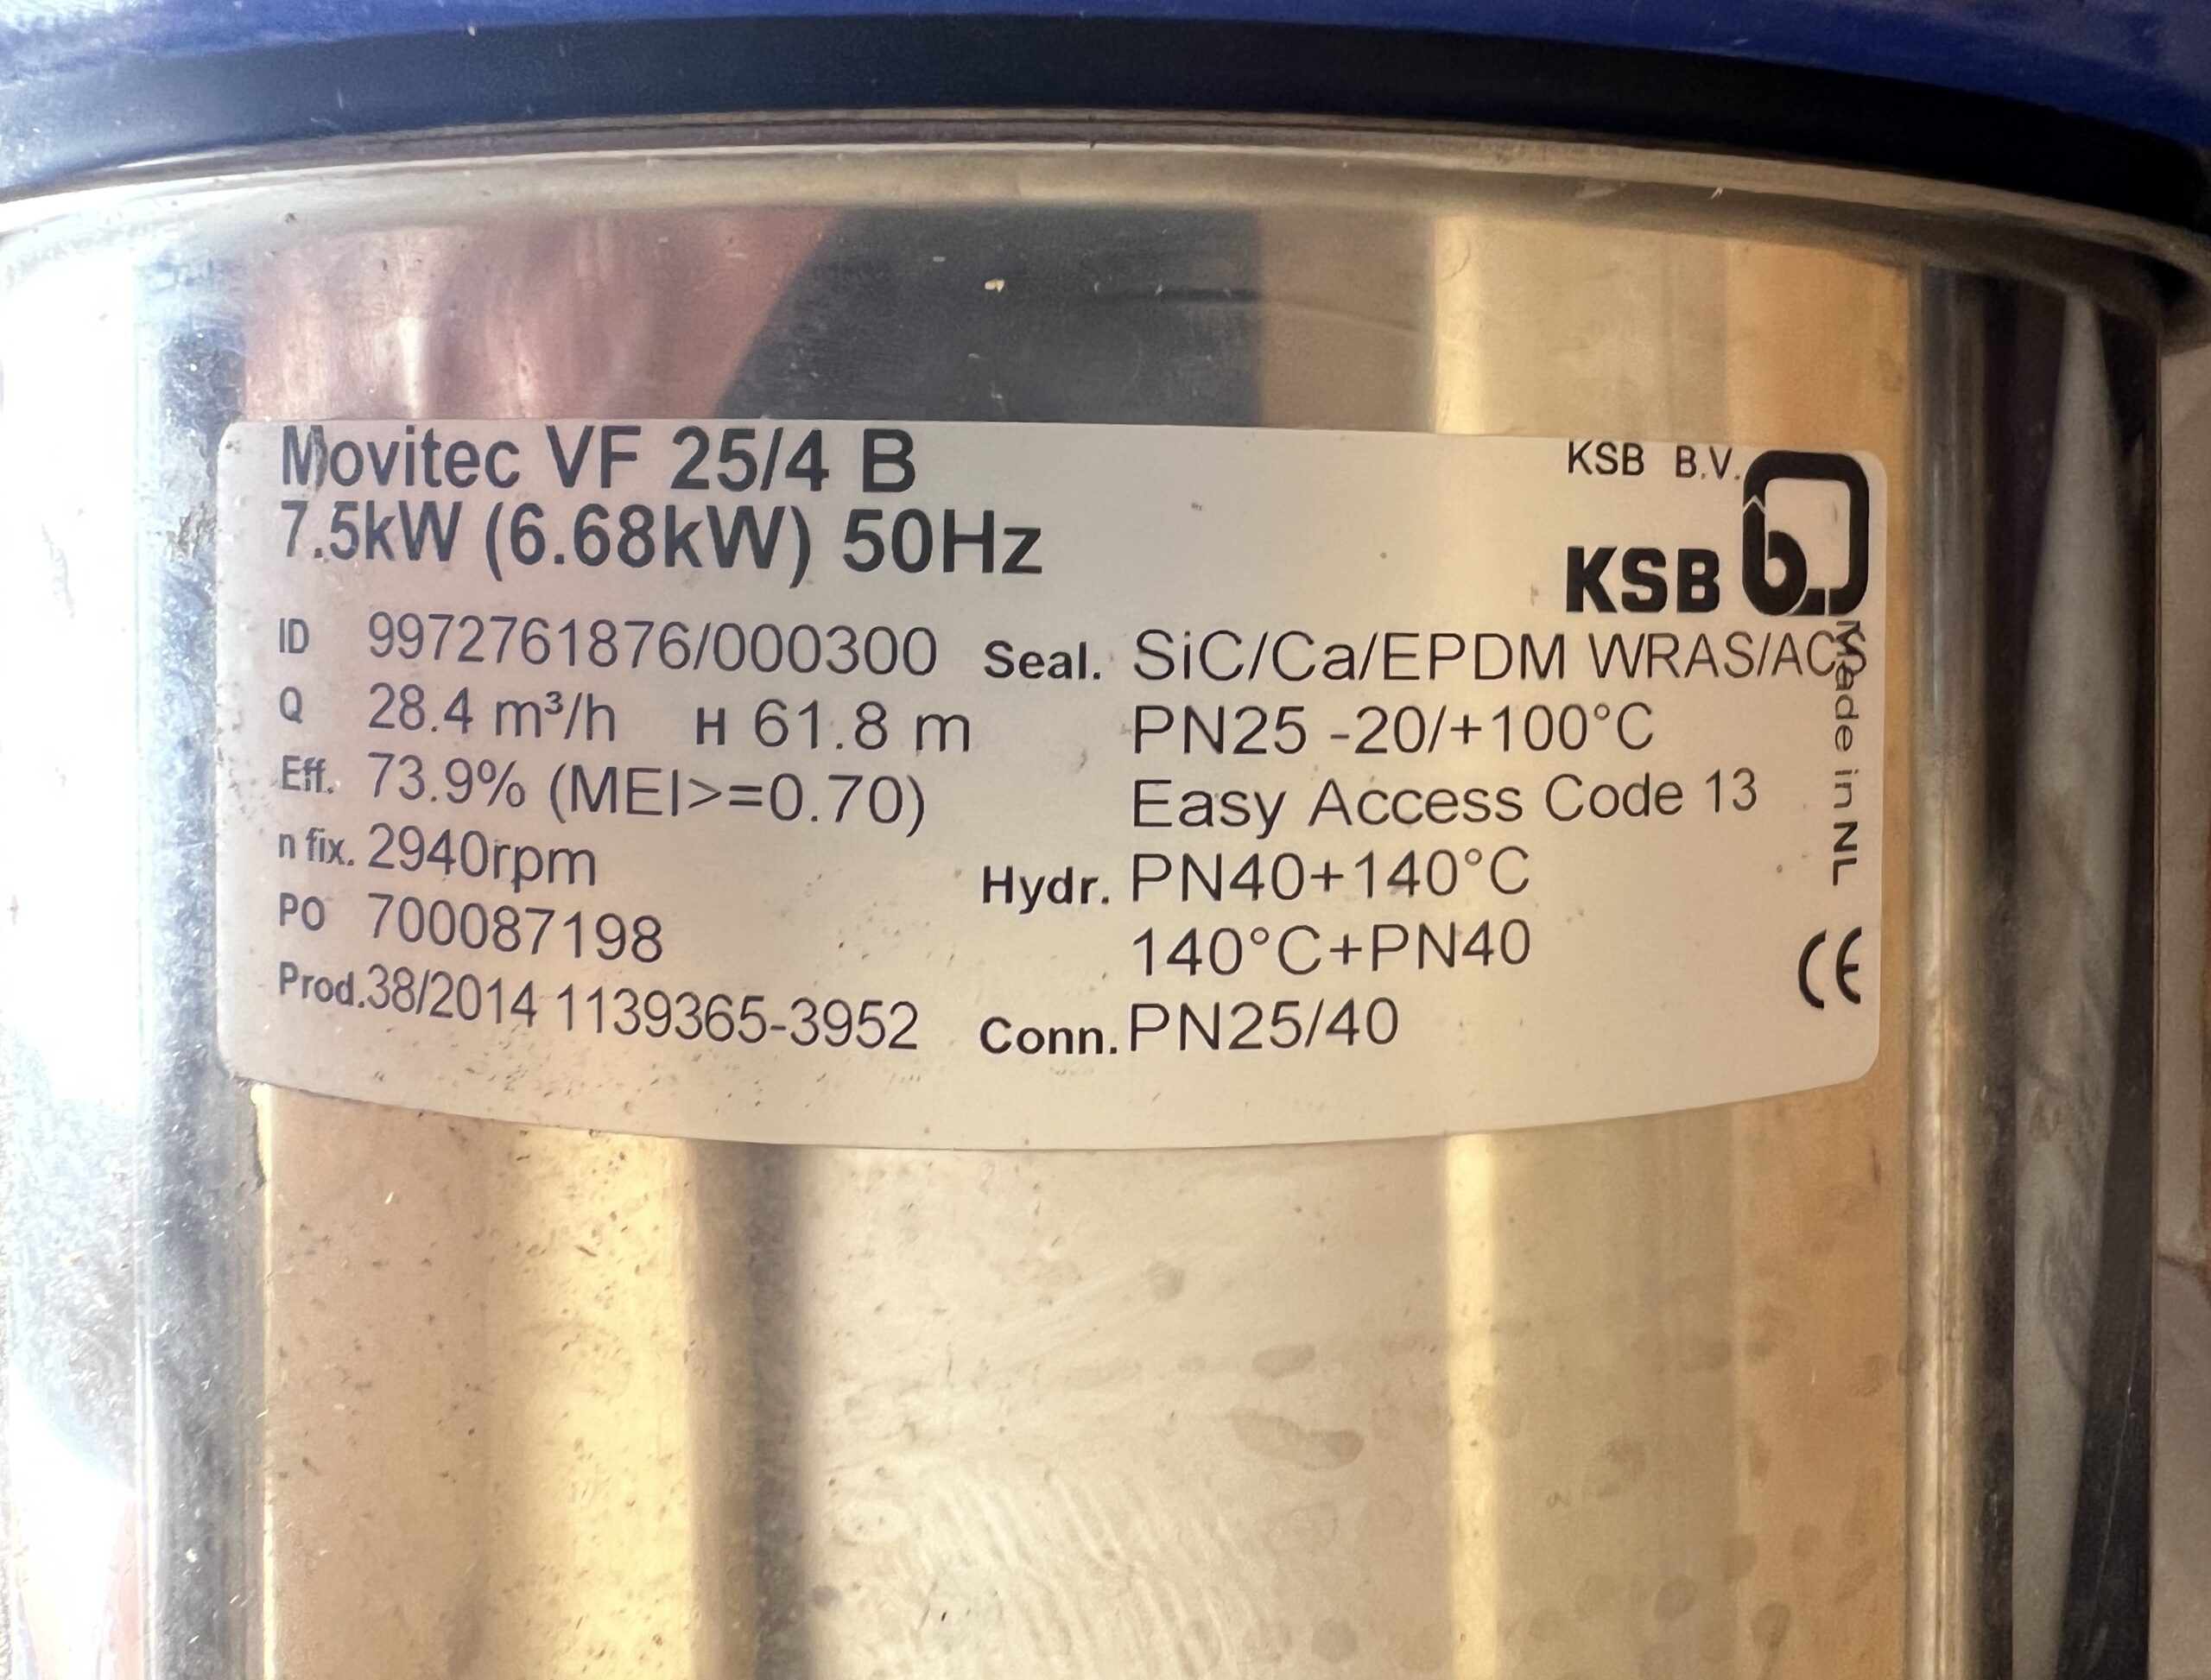 Movitec VF 25/4 B
7.5kW (6.68kW) 50Hz
KSB B.V.
KSB
ID 9972761876/000300
Q 28.4 m³/h H 61.8 m
Eff. 73.9% (MEI>=0.70)
n fix. 2940rpm
PO 700087198
Prod.38/2014 1139365-3952
Seal. SiC/Ca/EPDM WRAS/ACS
PN25 -20/+100°C
Easy Access Code 13
Hydr. PN40+140°C
140°C+PN40
Conn. PN25/40
Made in NL
CE